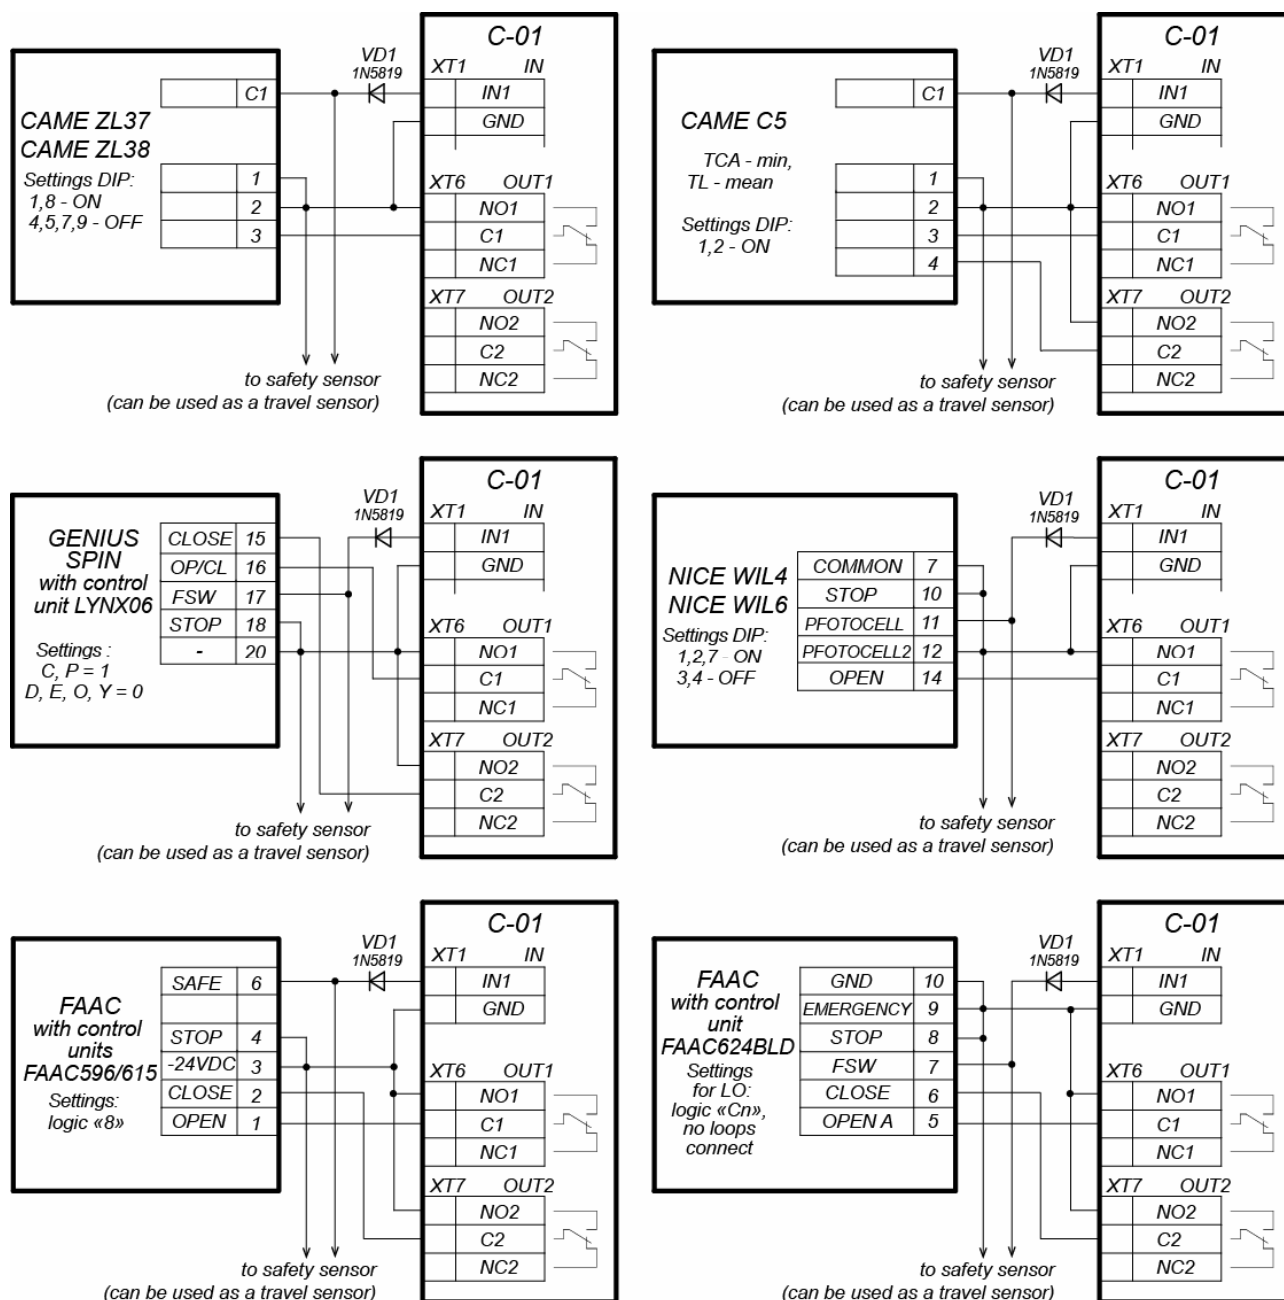 CAME ZL37
CAME ZL38
Settings DIP:
1,8 - ON
4,5,7,9 - OFF
C1
1
2
3
VD1
1N5819
C-01
XT1 IN
IN1
GND
XT6 OUT1
NO1
C1
NC1
XT7 OUT2
NO2
C2
NC2
to safety sensor
(can be used as a travel sensor)
CAME C5
TCA - min,
TL - mean
Settings DIP:
1,2 - ON
C1
1
2
3
4
VD1
1N5819
C-01
XT1 IN
IN1
GND
XT6 OUT1
NO1
C1
NC1
XT7 OUT2
NO2
C2
NC2
to safety sensor
(can be used as a travel sensor)
GENIUS
SPIN
with control
unit LYNX06
Settings :
C, P = 1
D, E, O, Y = 0
CLOSE 15
OP/CL 16
FSW 17
STOP 18
- 20
VD1
1N5819
C-01
XT1 IN
IN1
GND
XT6 OUT1
NO1
C1
NC1
XT7 OUT2
NO2
C2
NC2
to safety sensor
(can be used as a travel sensor)
NICE WIL4
NICE WIL6
Settings DIP:
1,2,7 - ON
3,4 - OFF
COMMON 7
STOP 10
PFOTOCELL 11
PFOTOCELL2 12
OPEN 14
VD1
1N5819
C-01
XT1 IN
IN1
GND
XT6 OUT1
NO1
C1
NC1
XT7 OUT2
NO2
C2
NC2
to safety sensor
(can be used as a travel sensor)
FAAC
with control
units
FAAC596/615
Settings:
logic «8»
SAFE 6
STOP 4
-24VDC 3
CLOSE 2
OPEN 1
VD1
1N5819
C-01
XT1 IN
IN1
GND
XT6 OUT1
NO1
C1
NC1
XT7 OUT2
NO2
C2
NC2
to safety sensor
(can be used as a travel sensor)
FAAC
with control
unit
FAAC624BLD
Settings
for LO:
logic «Cn»,
no loops
connect
GND 10
EMERGENCY 9
STOP 8
FSW 7
CLOSE 6
OPEN A 5
VD1
1N5819
C-01
XT1 IN
IN1
GND
XT6 OUT1
NO1
C1
NC1
XT7 OUT2
NO2
C2
NC2
to safety sensor
(can be used as a travel sensor)